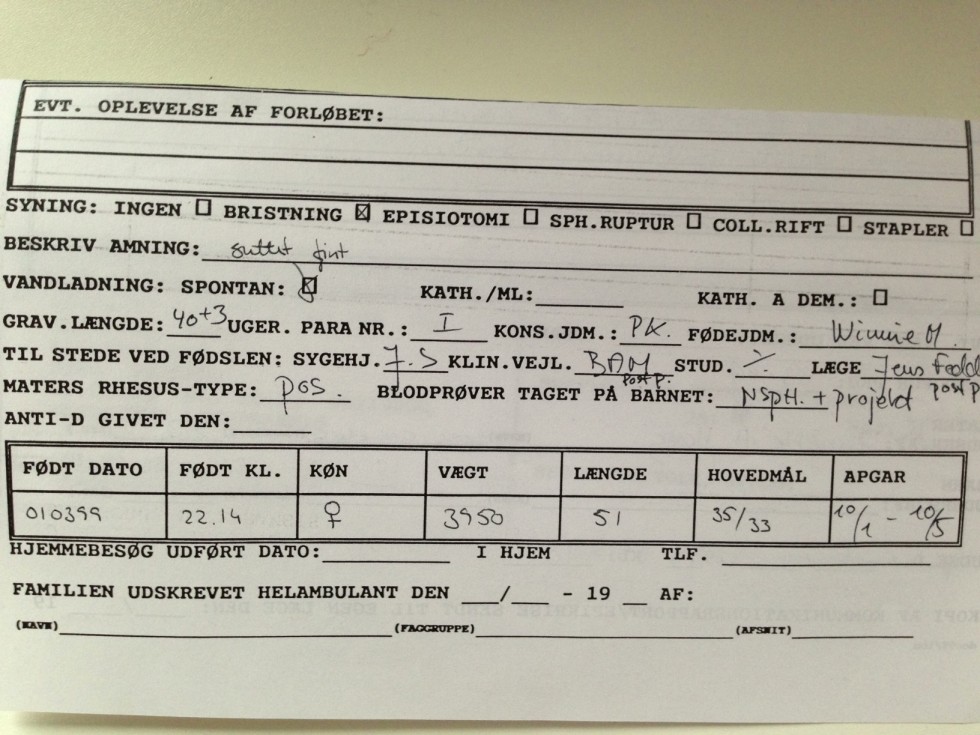 EVT. OPLEVELSE AF FORLØBET:
SYNING: INGEN ☐ BRISTNING ☒ EPISIOTOMI ☐ SPH.RUPTUR ☐ COLL.RIFT ☐ STAPLER ☐
BESKRIV AMNING: suttet fint
VANDLADNING: SPONTAN: ☒ KATH./ML: KATH. A DEM.: ☐
GRAV.LÆNGDE: 40+3 UGER. PARA NR.: I KONS.JDM.: PK. FØDEJDM.: Winnie M.
TIL STEDE VED FØDSLEN: SYGEHJ. J.S KLIN.VEJL. BAM post p. STUD. % LÆGE Jens post p
MATERS RHESUS-TYPE: pos. BLODPRØVER TAGET PÅ BARNET: NSpH. + projekt
ANTI-D GIVET DEN:
FØDT DATO FØDT KL. KØN VÆGT LÆNGDE HOVEDMÅL APGAR
010399 22.14 ♀ 3950 51 35/33 10/1 - 10/5
HJEMMEBESØG UDFØRT DATO: I HJEM TLF.
FAMILIEN UDSKREVET HELAMBULANT DEN / - 19 AF:
(NAVN) (FAGGRUPPE) (AFSNIT)